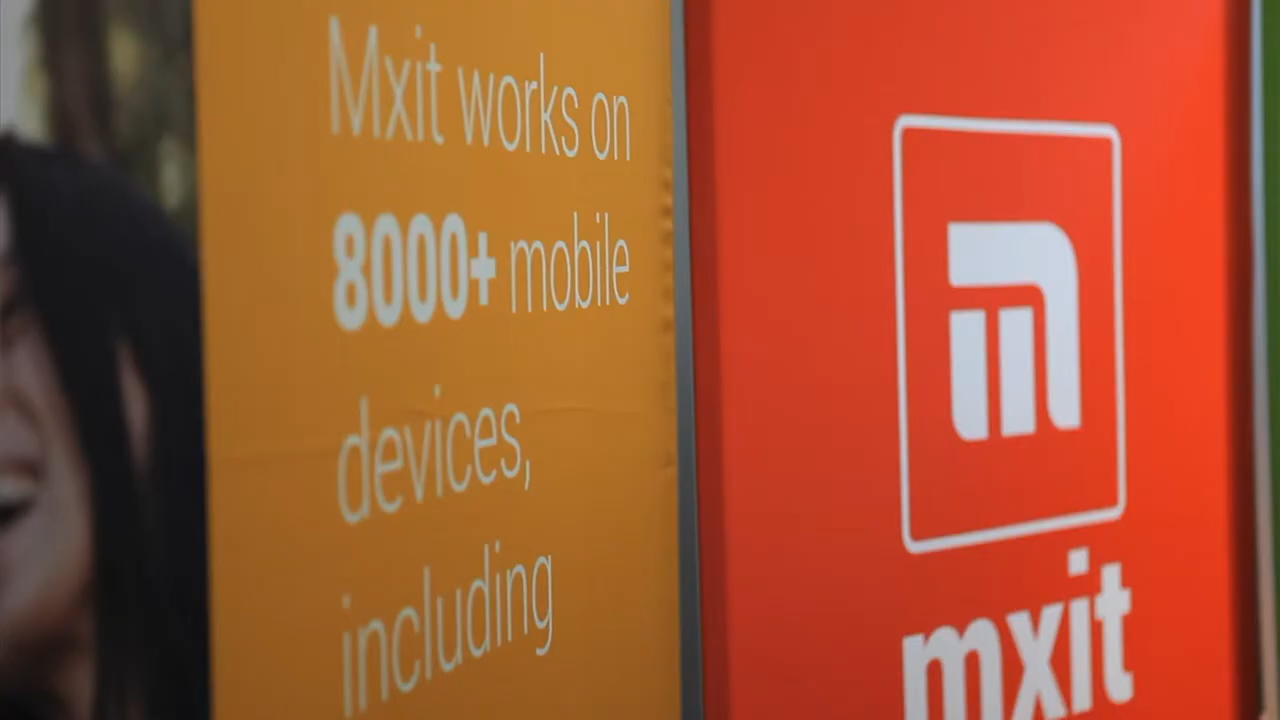 Mxit works on
8000+ mobile
devices,
including
mxit